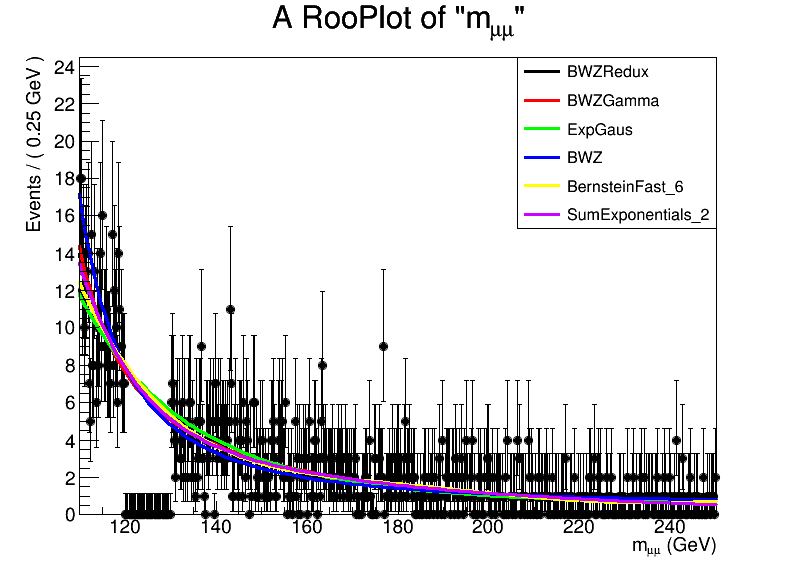 A RooPlot of "mμμ"
Events / ( 0.25 GeV )
24
22
20
18
16
14
12
10
8
6
4
2
0
BWZRedux
BWZGamma
ExpGaus
BWZ
BernsteinFast_6
SumExponentials_2
120 140 160 180 200 220 240
mμμ (GeV)